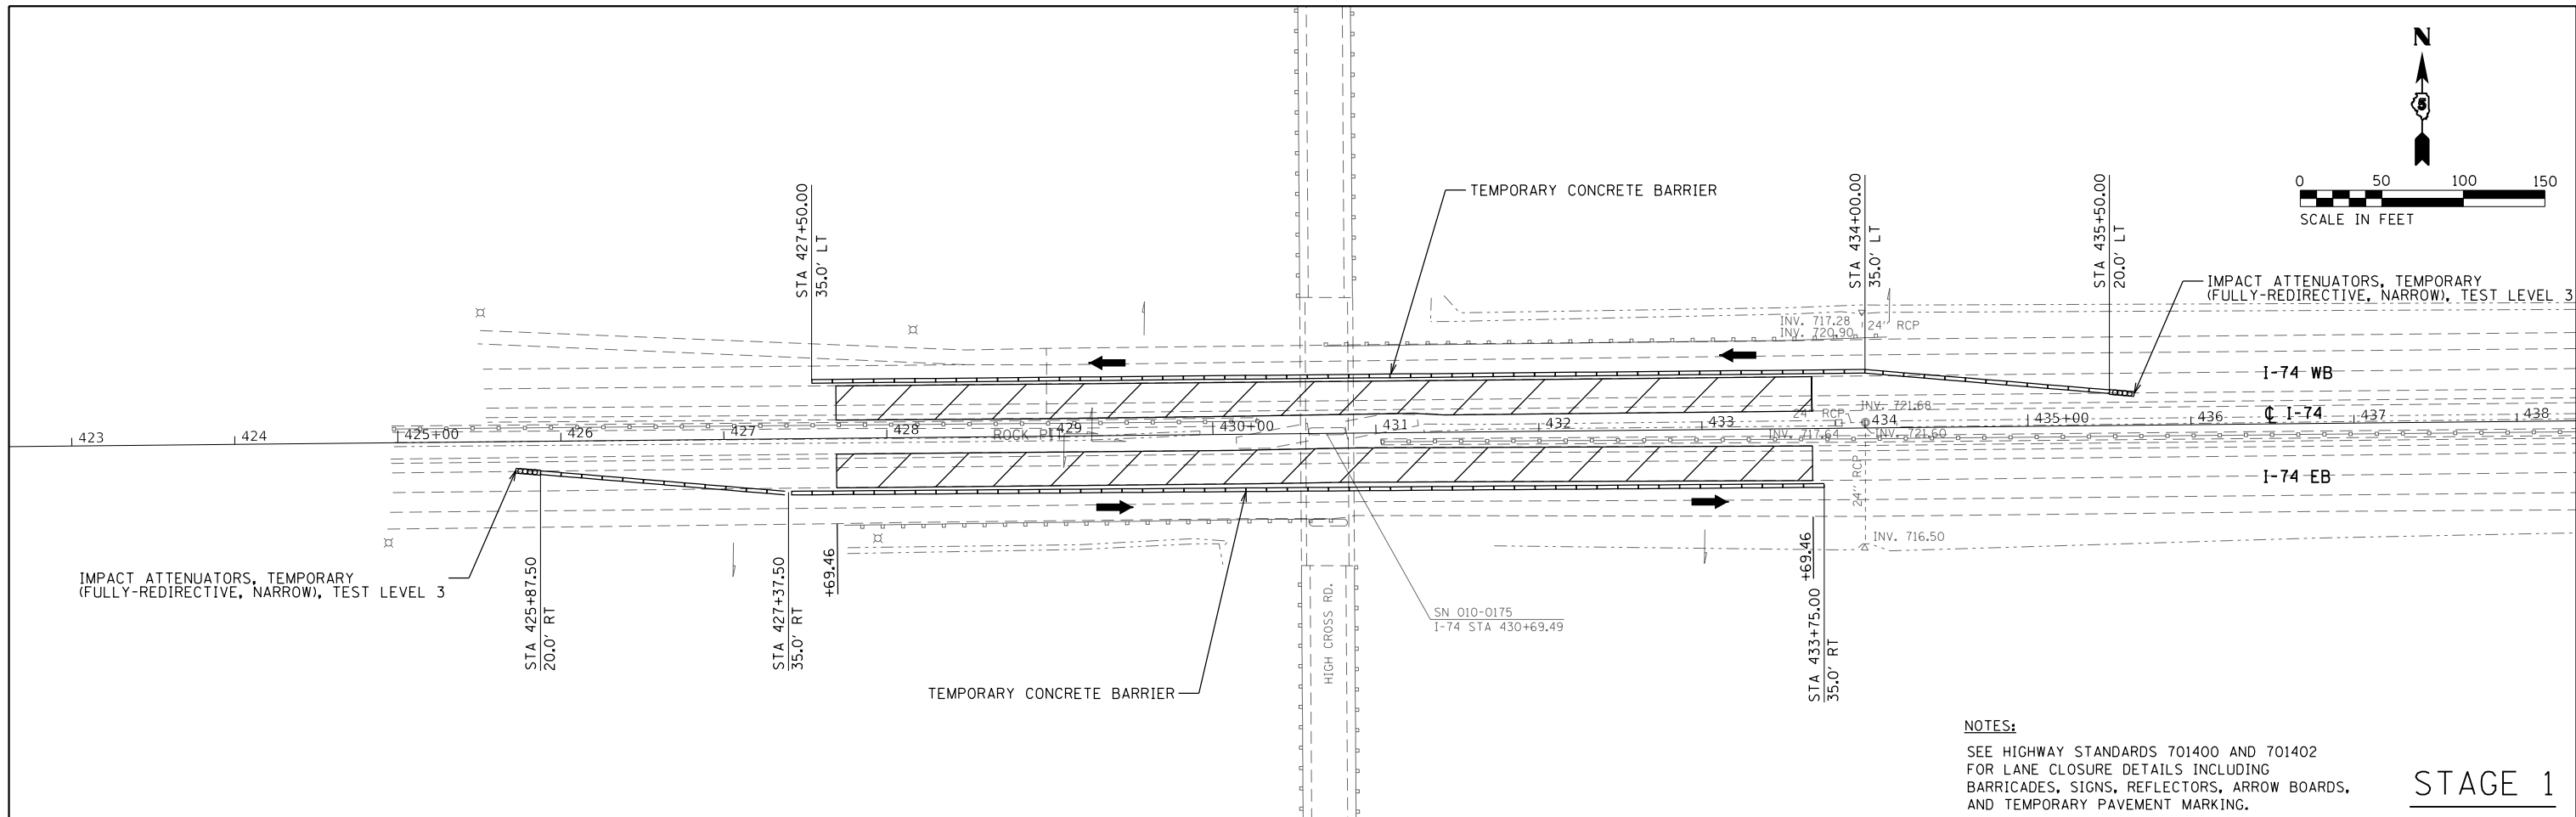 N
5
0 50 100 150
SCALE IN FEET
TEMPORARY CONCRETE BARRIER
STA 427+50.00
35.0' LT
STA 434+00.00
35.0' LT
STA 435+50.00
20.0' LT
IMPACT ATTENUATORS, TEMPORARY
(FULLY-REDIRECTIVE, NARROW), TEST LEVEL 3
INV. 717.28
INV. 720.90
24" RCP
I-74 WB
℄ I-74
INV. 721.68
24" RCP
423 424 425+00 426 427 428 429 430+00 431 432 433 434 435+00 436 437 438
ROCK PIT
INV. 717.64
INV. 721.60
24" RCP
I-74 EB
INV. 716.50
IMPACT ATTENUATORS, TEMPORARY
(FULLY-REDIRECTIVE, NARROW), TEST LEVEL 3
STA 425+87.50
20.0' RT
STA 427+37.50
35.0' RT
+69.46
+69.46
STA 433+75.00
35.0' RT
SN 010-0175
I-74 STA 430+69.49
HIGH CROSS RD.
TEMPORARY CONCRETE BARRIER
NOTES:
SEE HIGHWAY STANDARDS 701400 AND 701402
FOR LANE CLOSURE DETAILS INCLUDING
BARRICADES, SIGNS, REFLECTORS, ARROW BOARDS,
AND TEMPORARY PAVEMENT MARKING.
STAGE 1